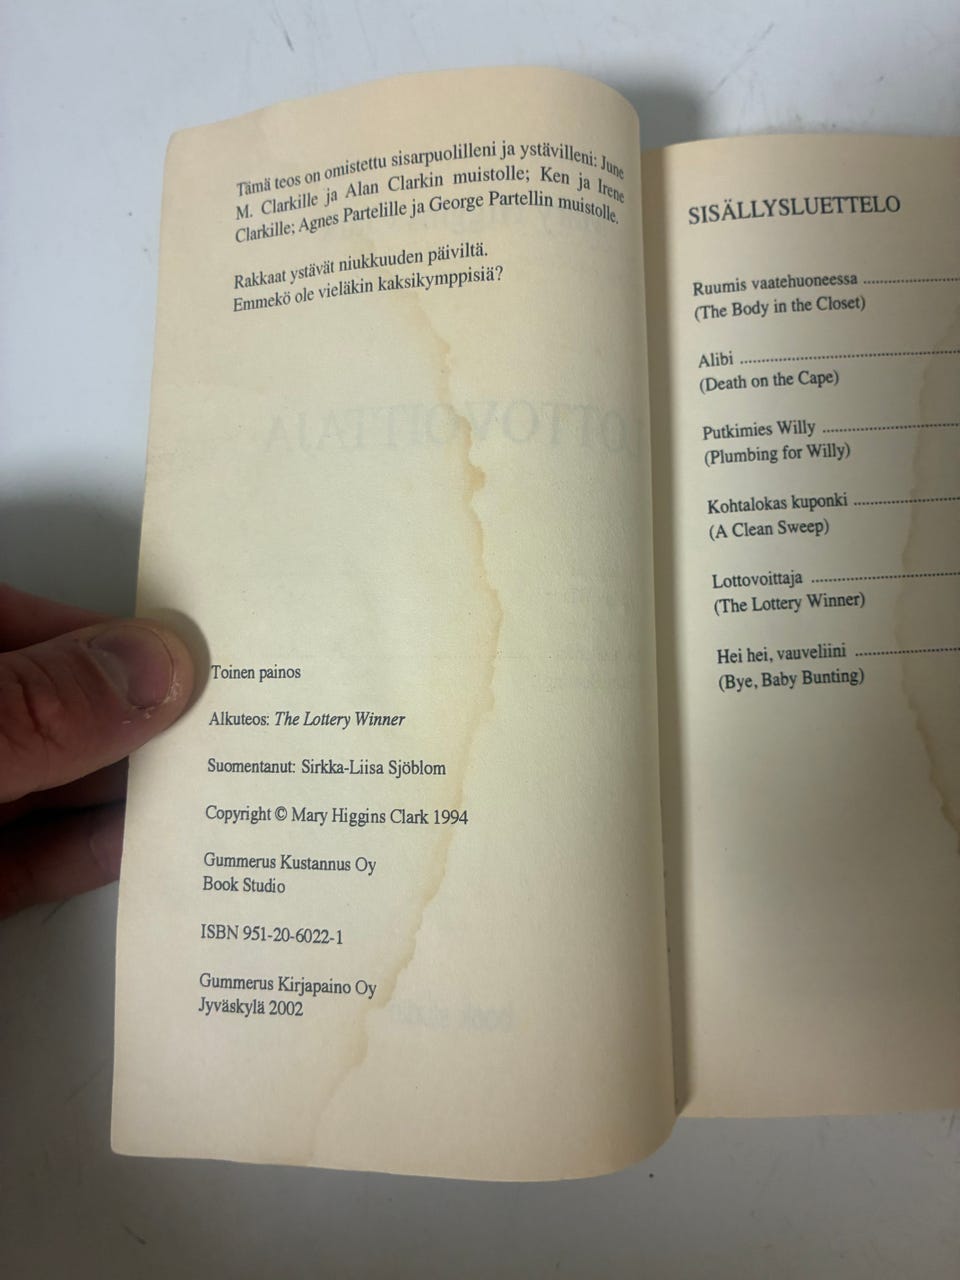 Tämä teos on omistettu sisarpuolilleni ja ystävilleni: June
M. Clarkille ja Alan Clarkin muistolle; Ken ja Irene
Clarkille; Agnes Partelille ja George Partellin muistolle.
Rakkaat ystävät niukkuuden päiviltä.
Emmekö ole vieläkin kaksikymppisiä?
Toinen painos
Alkuteos: The Lottery Winner
Suomentanut: Sirkka-Liisa Sjöblom
Copyright © Mary Higgins Clark 1994
Gummerus Kustannus Oy
Book Studio
ISBN 951-20-6022-1
Gummerus Kirjapaino Oy
Jyväskylä 2002
SISÄLLYSLUETTELO
Ruumis vaatehuoneessa
(The Body in the Closet)
Alibi
(Death on the Cape)
Putkimies Willy
(Plumbing for Willy)
Kohtalokas kuponki
(A Clean Sweep)
Lottovoittaja
(The Lottery Winner)
Hei hei, vauveliini
(Bye, Baby Bunting)